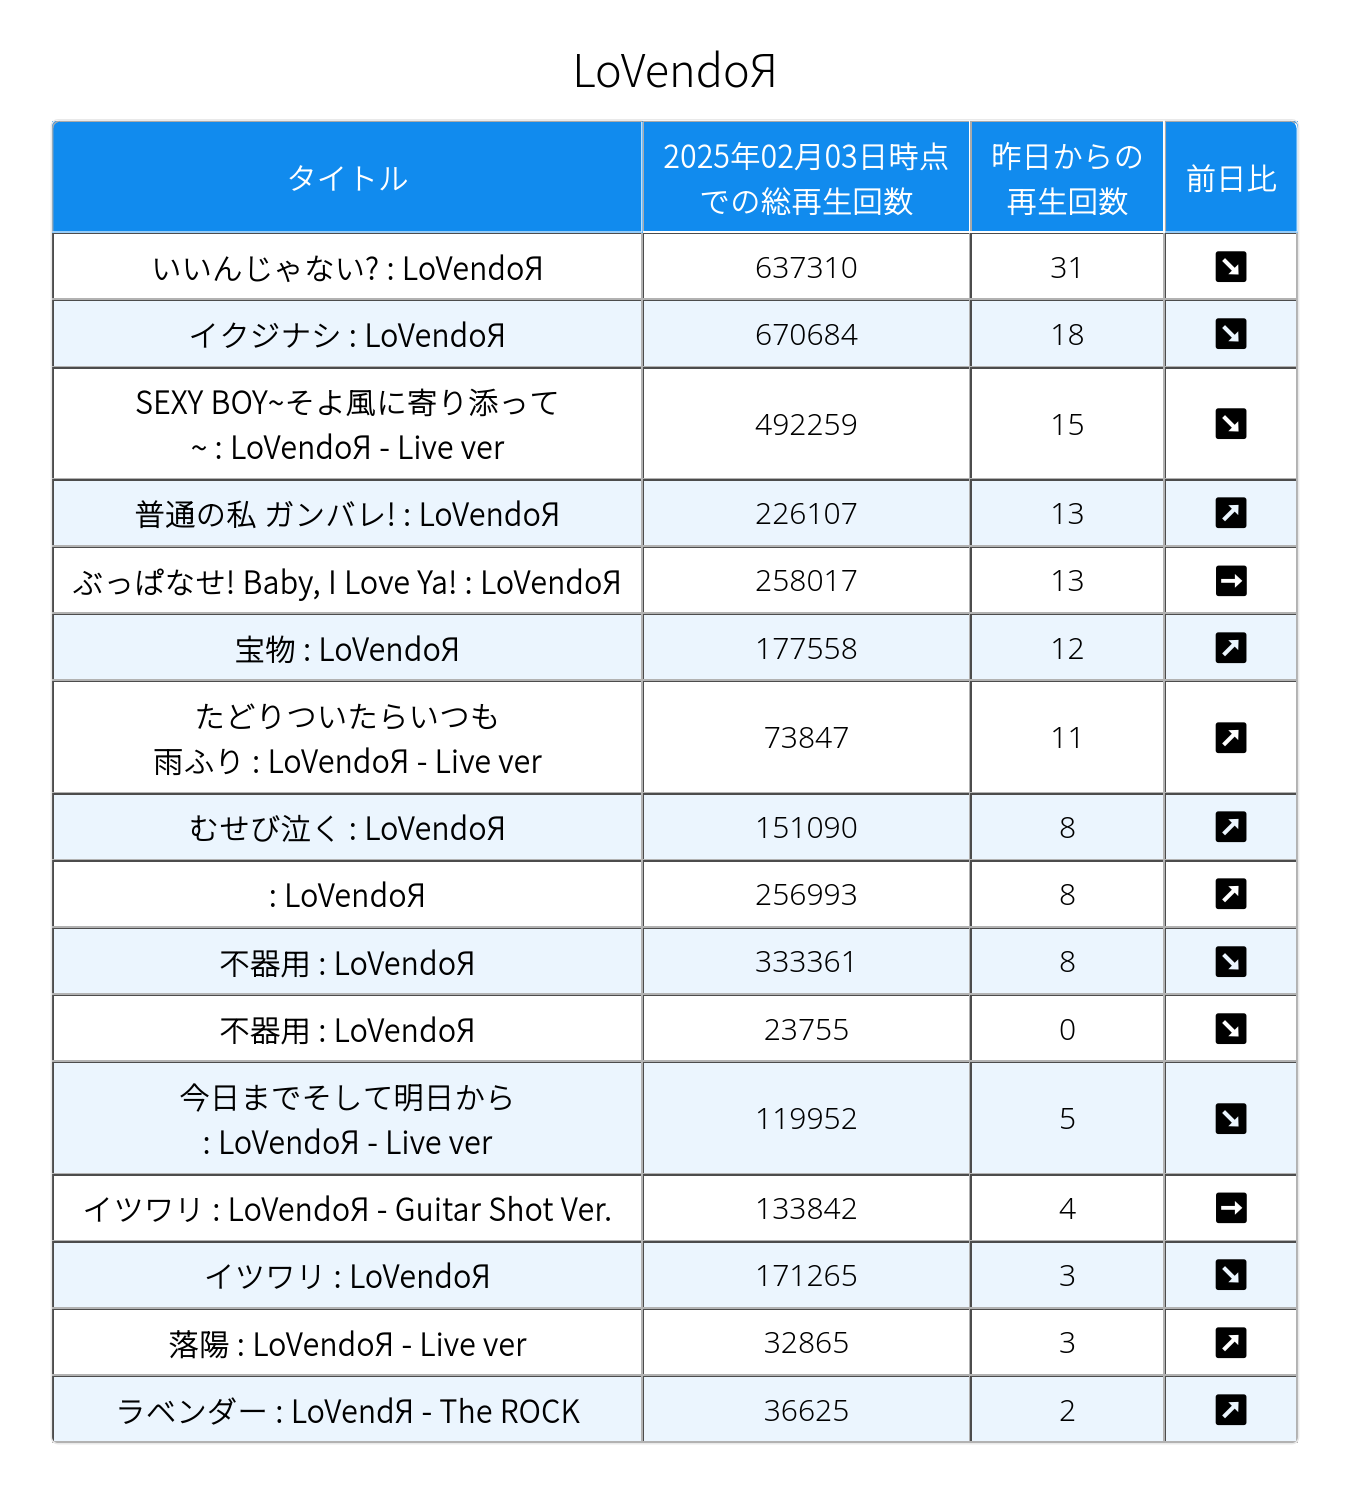 LoVendoЯ
タイトル
2025年02月03日時点
での総再生回数
昨日からの
再生回数
前日比
いいんじゃない? : LoVendoЯ 637310 31
イクジナシ : LoVendoЯ 670684 18
SEXY BOY~そよ風に寄り添って
~ : LoVendoЯ - Live ver 492259 15
普通の私 ガンバレ! : LoVendoЯ 226107 13
ぶっぱなせ! Baby, I Love Ya! : LoVendoЯ 258017 13
宝物 : LoVendoЯ 177558 12
たどりついたらいつも
雨ふり : LoVendoЯ - Live ver 73847 11
むせび泣く : LoVendoЯ 151090 8
: LoVendoЯ 256993 8
不器用 : LoVendoЯ 333361 8
不器用 : LoVendoЯ 23755 0
今日までそして明日から
: LoVendoЯ - Live ver 119952 5
イツワリ : LoVendoЯ - Guitar Shot Ver. 133842 4
イツワリ : LoVendoЯ 171265 3
落陽 : LoVendoЯ - Live ver 32865 3
ラベンダー : LoVendЯ - The ROCK 36625 2